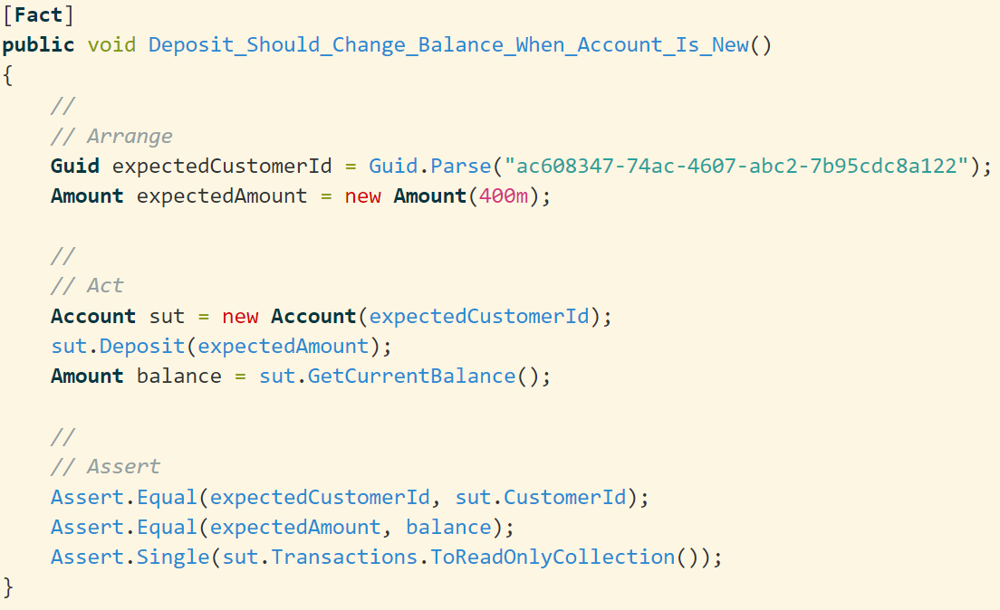 [Fact]
public void Deposit_Should_Change_Balance_When_Account_Is_New()
{
    //
    // Arrange
    Guid expectedCustomerId = Guid.Parse("ac608347-74ac-4607-abc2-7b95cdc8a122");
    Amount expectedAmount = new Amount(400m);

    //
    // Act
    Account sut = new Account(expectedCustomerId);
    sut.Deposit(expectedAmount);
    Amount balance = sut.GetCurrentBalance();

    //
    // Assert
    Assert.Equal(expectedCustomerId, sut.CustomerId);
    Assert.Equal(expectedAmount, balance);
    Assert.Single(sut.Transactions.ToReadOnlyCollection());
}